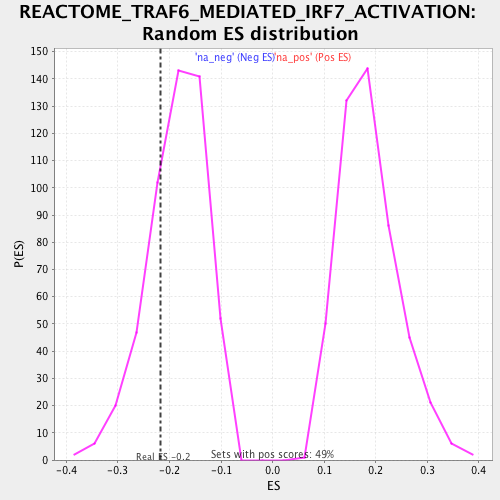 REACTOME_TRAF6_MEDIATED_IRF7_ACTIVATION:
Random ES distribution
'na_neg' (Neg ES)'na_pos' (Pos ES)
150
140
130
120
110
100
90
80
70
60
50
40
30
20
10
0
P(ES)
Real ES -0.2
Sets with pos scores: 49%
-0.4 -0.3 -0.2 -0.1 0.0 0.1 0.2 0.3 0.4
ES